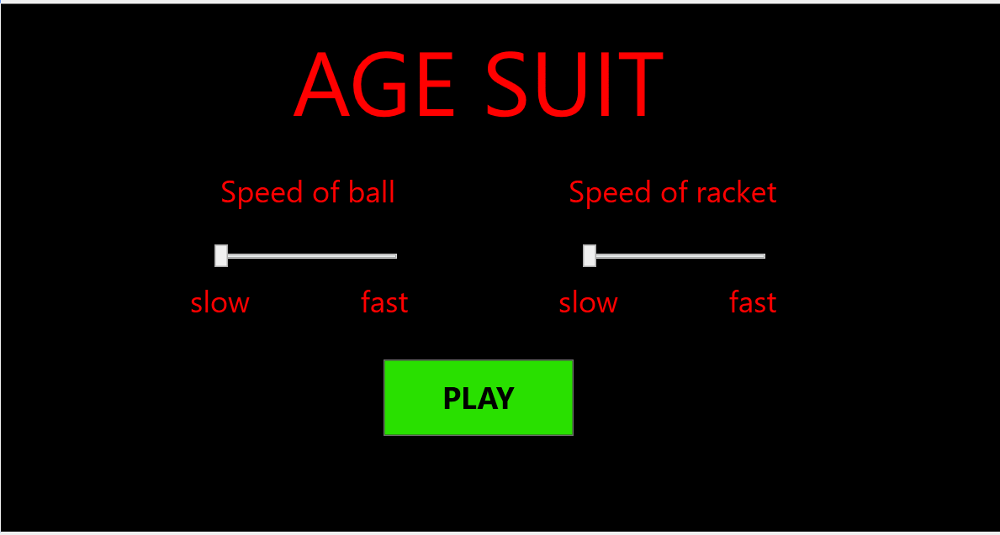 AGE SUIT
Speed of ball
Speed of racket
slow
fast
slow
fast
PLAY